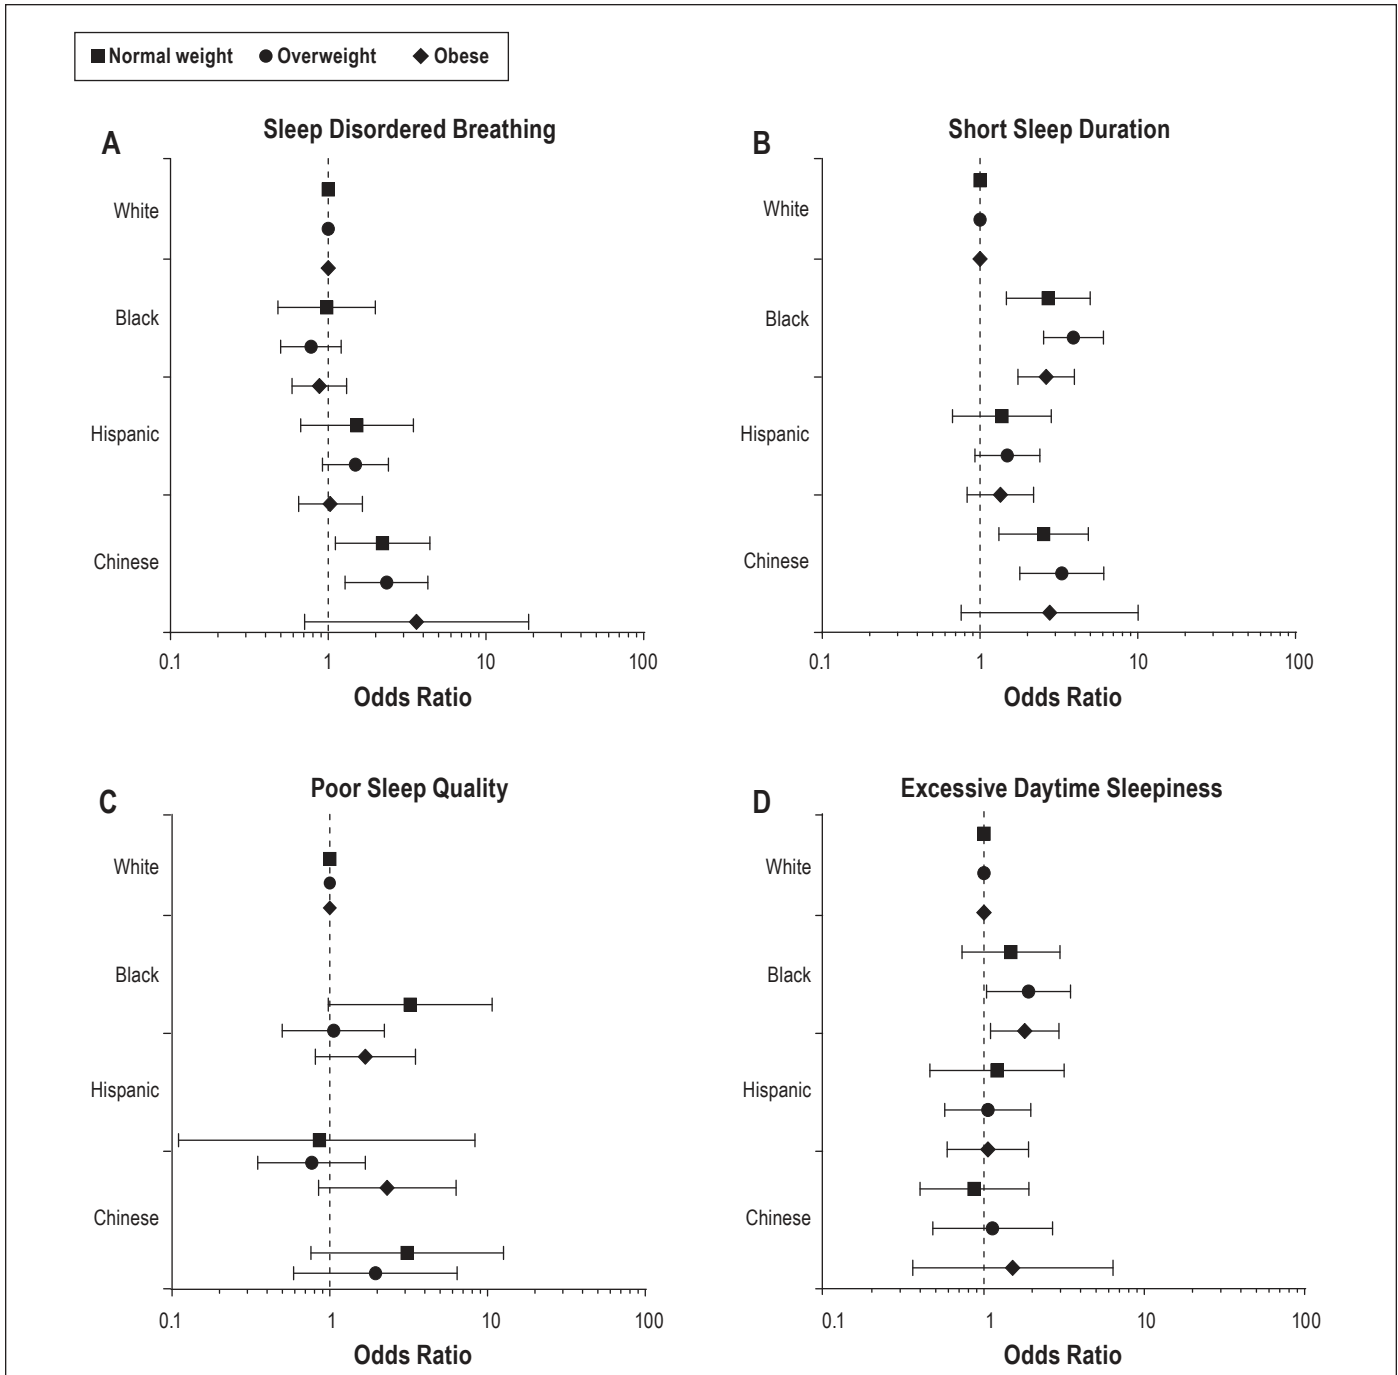 Normal weight Overweight Obese
A Sleep Disordered Breathing
White
Black
Hispanic
Chinese
0.1 1 10 100
Odds Ratio
B Short Sleep Duration
White
Black
Hispanic
Chinese
0.1 1 10 100
Odds Ratio
C Poor Sleep Quality
White
Black
Hispanic
Chinese
0.1 1 10 100
Odds Ratio
D Excessive Daytime Sleepiness
White
Black
Hispanic
Chinese
0.1 1 10 100
Odds Ratio